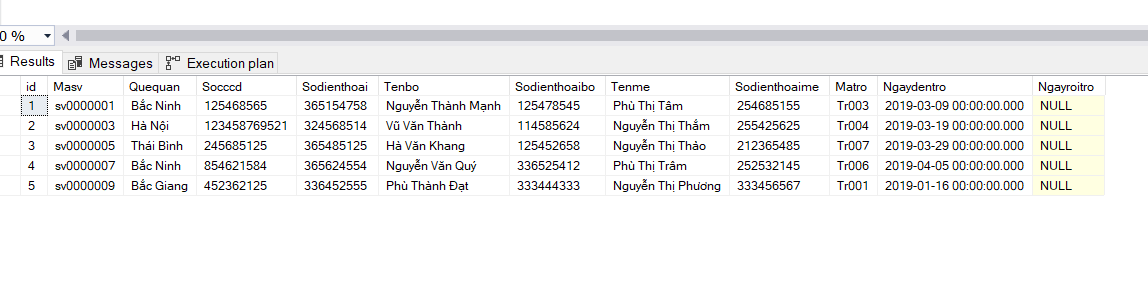 0 %
Results Messages Execution plan
id Masv Quequan Socccd Sodienthoai Tenbo Sodienthoaibo Tenme Sodienthoaime Matro Ngaydentro Ngayroitro
1 sv0000001 Bắc Ninh 125468565 365154758 Nguyễn Thành Mạnh 125478545 Phù Thị Tâm 254685155 Tr003 2019-03-09 00:00:00.000 NULL
2 sv0000003 Hà Nội 123458769521 324568514 Vũ Văn Thành 114585624 Nguyễn Thị Thắm 255425625 Tr004 2019-03-19 00:00:00.000 NULL
3 sv0000005 Thái Bình 245685125 365485125 Hà Văn Khang 125452658 Nguyễn Thị Thảo 212365485 Tr007 2019-03-29 00:00:00.000 NULL
4 sv0000007 Bắc Ninh 854621584 365624554 Nguyễn Văn Quý 336525412 Phù Thị Trâm 252532145 Tr006 2019-04-05 00:00:00.000 NULL
5 sv0000009 Bắc Giang 452362125 336452555 Phù Thành Đạt 333444333 Nguyễn Thị Phương 333456567 Tr001 2019-01-16 00:00:00.000 NULL